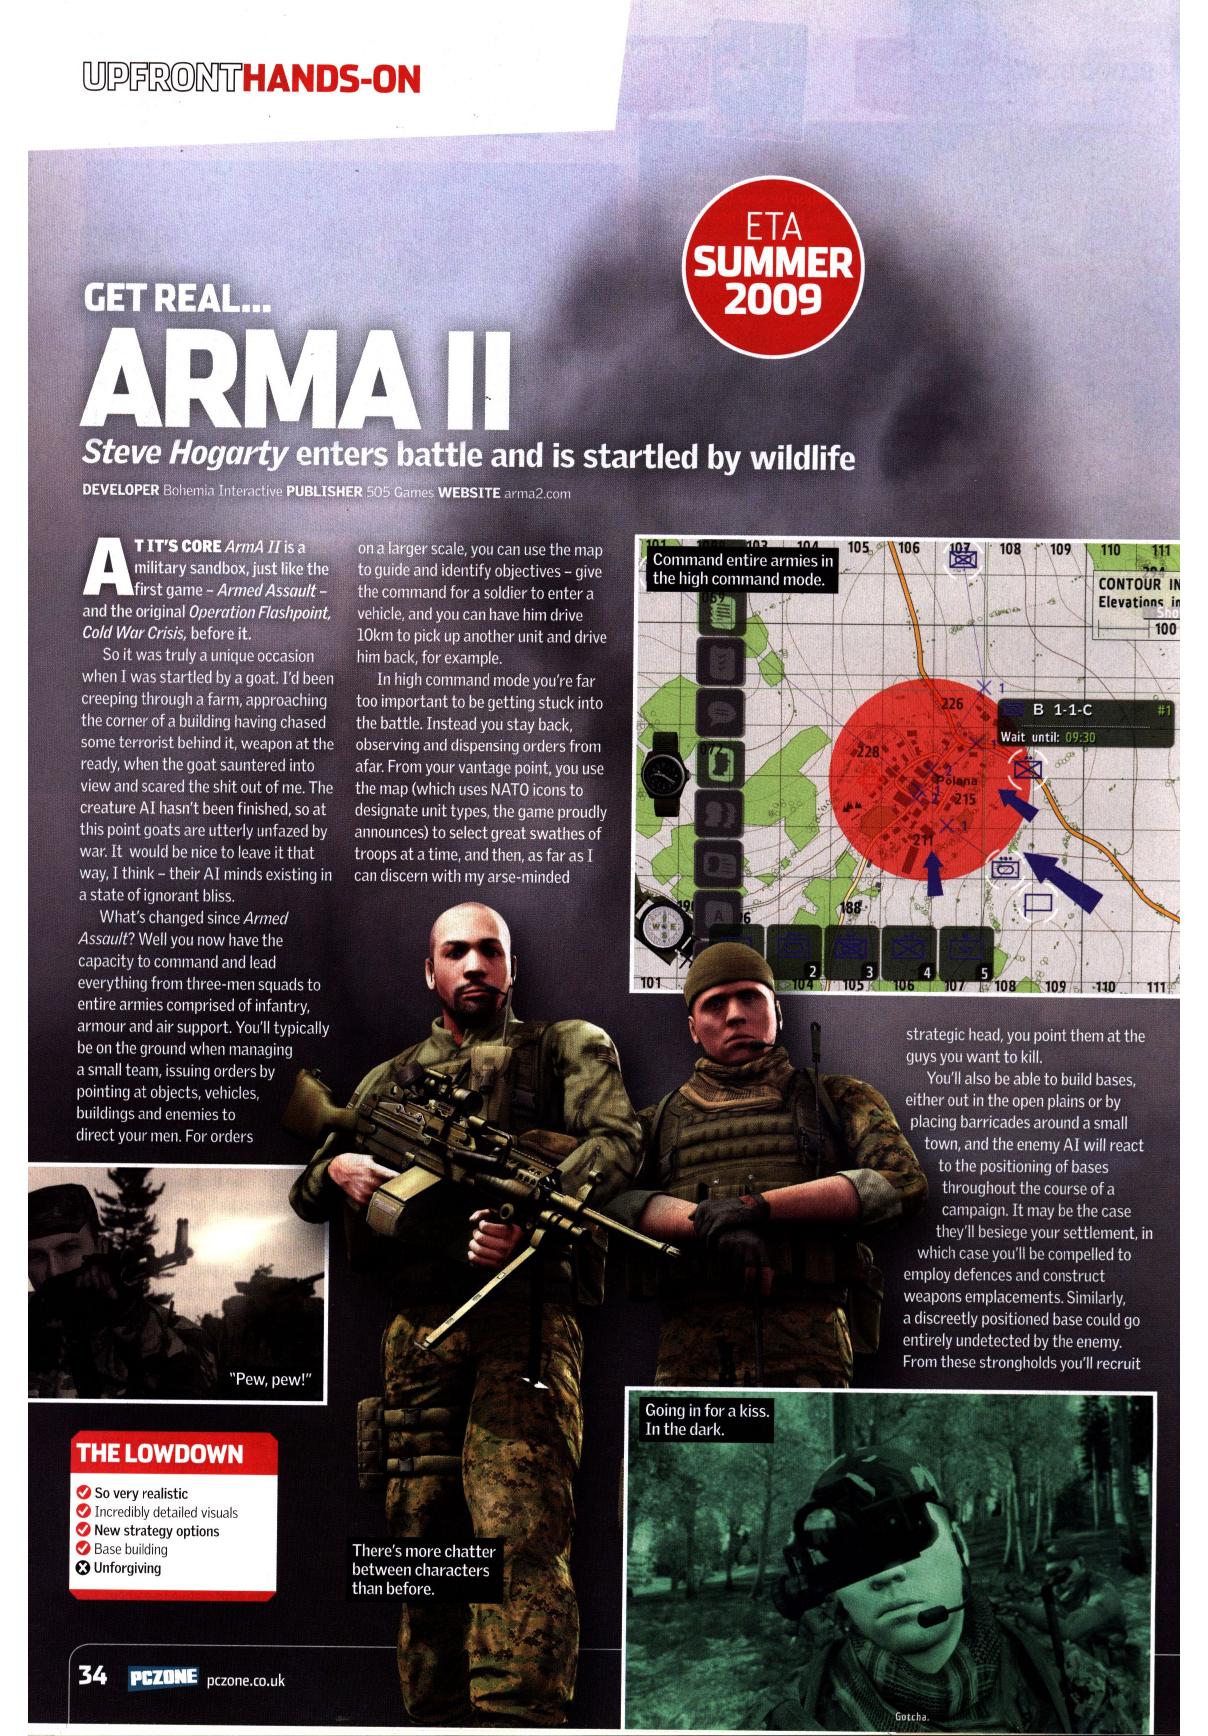 UPFRONTHANDS-ON
ETA
SUMMER
2009
GET REAL...
ARMA II
Steve Hogarty enters battle and is startled by wildlife
DEVELOPER Bohemia Interactive PUBLISHER 505 Games WEBSITE arma2.com
AT IT'S CORE ArmA II is a
military sandbox, just like the
first game – Armed Assault –
and the original Operation Flashpoint,
Cold War Crisis, before it.
So it was truly a unique occasion
when I was startled by a goat. I'd been
creeping through a farm, approaching
the corner of a building having chased
some terrorist behind it, weapon at the
ready, when the goat sauntered into
view and scared the shit out of me. The
creature AI hasn't been finished, so at
this point goats are utterly unfazed by
war. It would be nice to leave it that
way, I think – their AI minds existing in
a state of ignorant bliss.
What's changed since Armed
Assault? Well you now have the
capacity to command and lead
everything from three-men squads to
entire armies comprised of infantry,
armour and air support. You'll typically
be on the ground when managing
a small team, issuing orders by
pointing at objects, vehicles,
buildings and enemies to
direct your men. For orders
on a larger scale, you can use the map
to guide and identify objectives – give
the command for a soldier to enter a
vehicle, and you can have him drive
10km to pick up another unit and drive
him back, for example.
In high command mode you're far
too important to be getting stuck into
the battle. Instead you stay back,
observing and dispensing orders from
afar. From your vantage point, you use
the map (which uses NATO icons to
designate unit types, the game proudly
announces) to select great swathes of
troops at a time, and then, as far as I
can discern with my arse-minded
Command entire armies in
the high command mode.
101 103 104 105 106 107 108 109 110 111
CONTOUR IN
Elevations in
100
226
B 1-1-C #1
Wait until: 09:30
228
Polana
215
211
188
2 3 4 5
101 104 105 106 107 108 109 110 111
strategic head, you point them at the
guys you want to kill.
You'll also be able to build bases,
either out in the open plains or by
placing barricades around a small
town, and the enemy AI will react
to the positioning of bases
throughout the course of a
campaign. It may be the case
they'll besiege your settlement, in
which case you'll be compelled to
employ defences and construct
weapons emplacements. Similarly,
a discreetly positioned base could go
entirely undetected by the enemy.
From these strongholds you'll recruit
"Pew, pew!"
THE LOWDOWN
So very realistic
Incredibly detailed visuals
New strategy options
Base building
Unforgiving
There's more chatter
between characters
than before.
Going in for a kiss.
In the dark.
Gotcha.
34 PCZONE pczone.co.uk